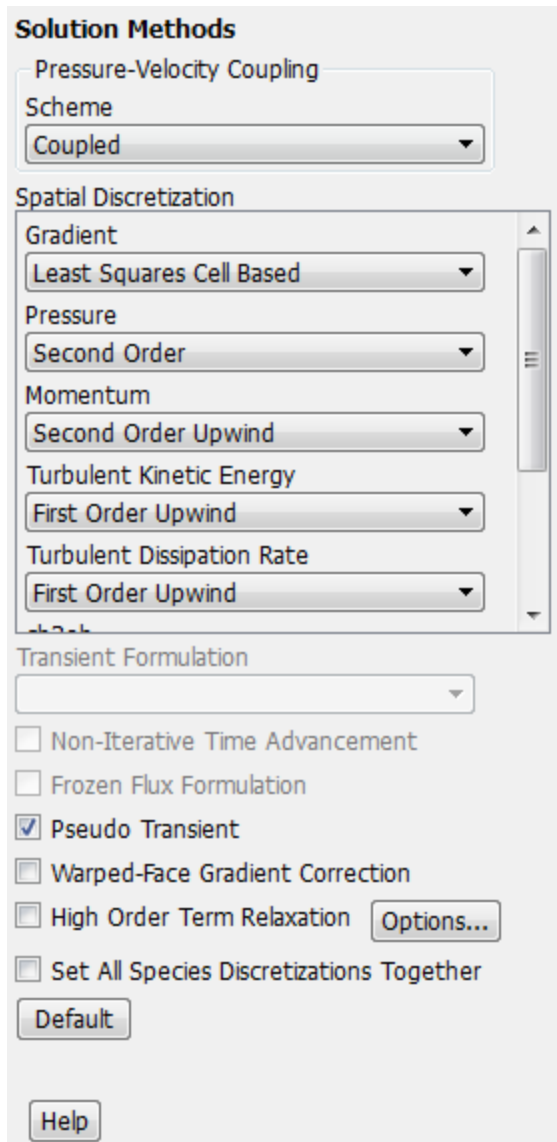 Solution Methods
Pressure-Velocity Coupling
Scheme
Coupled
Spatial Discretization
Gradient
Least Squares Cell Based
Pressure
Second Order
Momentum
Second Order Upwind
Turbulent Kinetic Energy
First Order Upwind
Turbulent Dissipation Rate
First Order Upwind
Transient Formulation
Non-Iterative Time Advancement
Frozen Flux Formulation
Pseudo Transient
Warped-Face Gradient Correction
High Order Term Relaxation Options...
Set All Species Discretizations Together
Default
Help